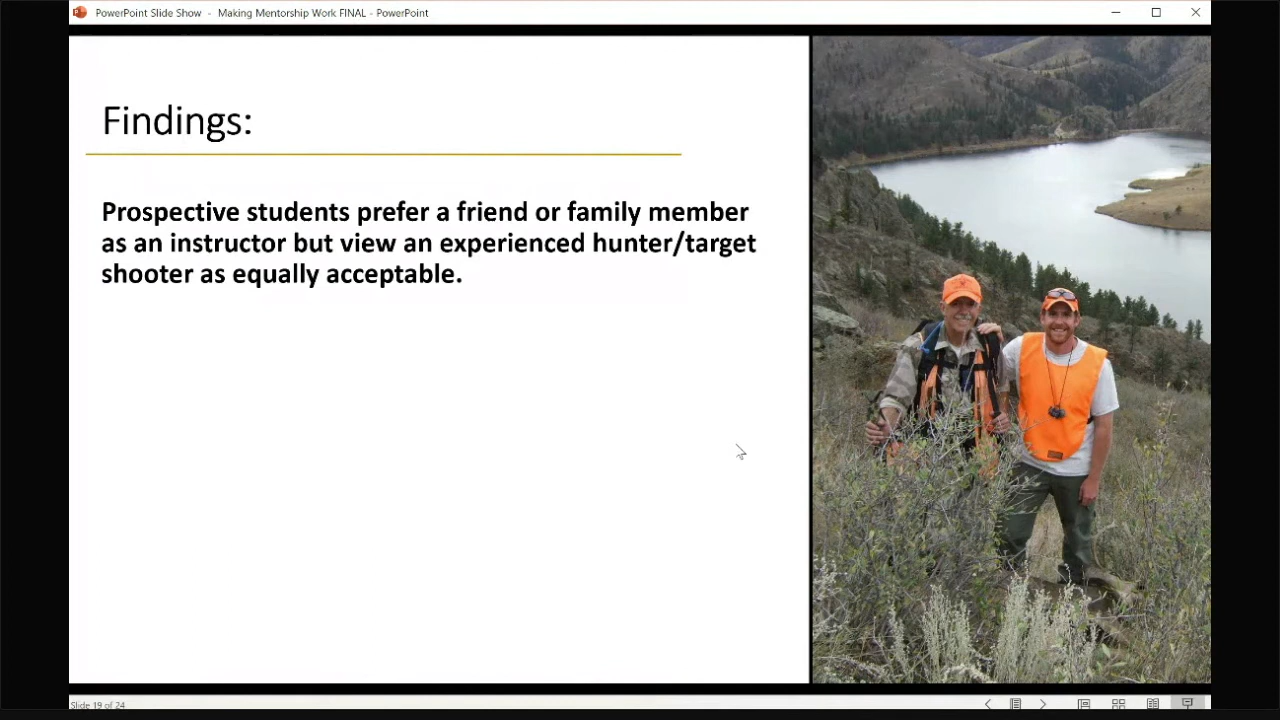 PowerPoint Slide Show - Making Mentorship Work FINAL - PowerPoint
Findings:
Prospective students prefer a friend or family member
as an instructor but view an experienced hunter/target
shooter as equally acceptable.
Slide 19 of 24